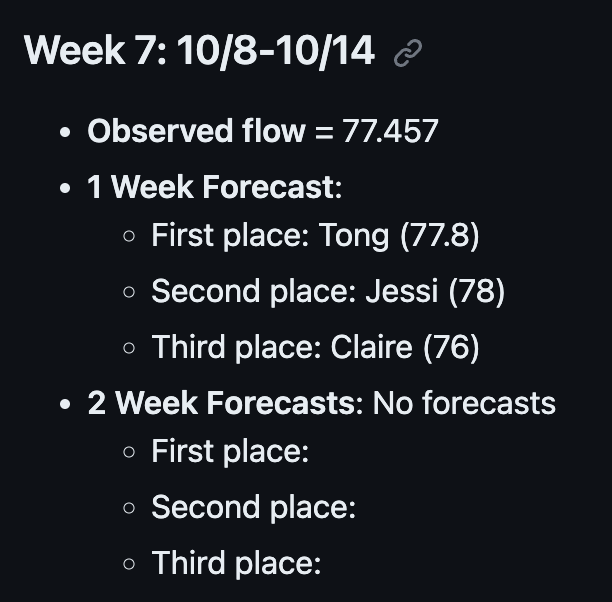 Week 7: 10/8-10/14
• Observed flow = 77.457
• 1 Week Forecast:
◦ First place: Tong (77.8)
◦ Second place: Jessi (78)
◦ Third place: Claire (76)
• 2 Week Forecasts: No forecasts
◦ First place:
◦ Second place:
◦ Third place: